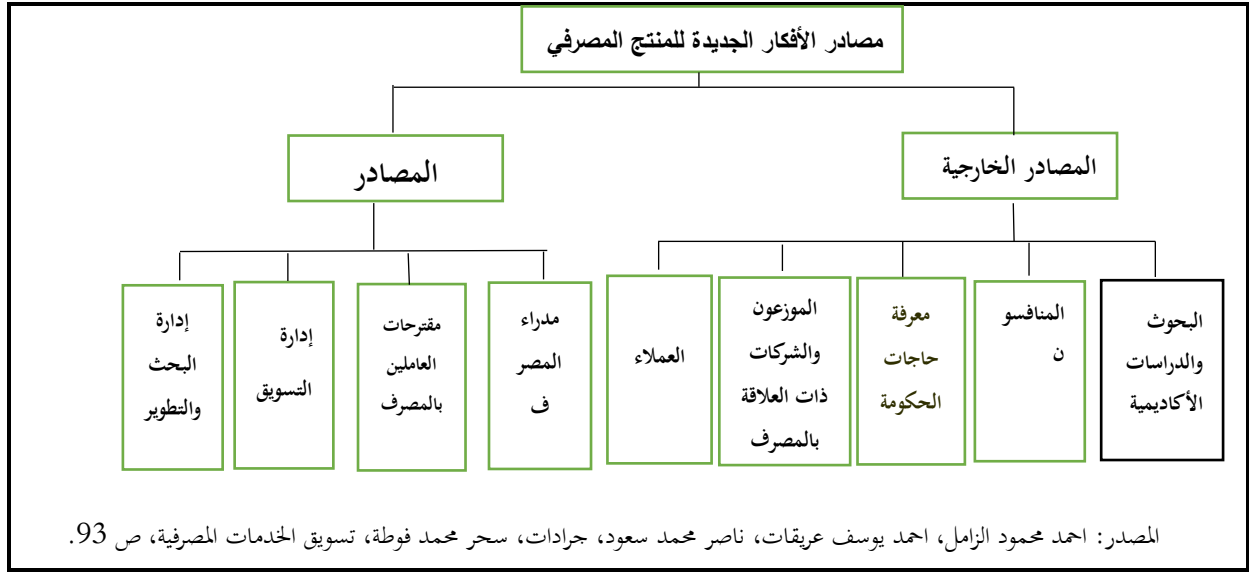 مصادر الأفكار الجديدة للمنتج المصرفي
المصادر الخارجية
المصادر
البحوث
والدراسات
الأكاديمية
المنافسو
ن
معرفة
حاجات
الحكومة
الموزعون
والشركات
ذات العلاقة
بالمصرف
العملاء
مدراء
المصر
ف
مقترحات
العاملين
بالمصرف
إدارة
التسويق
إدارة
البحث
والتطوير
المصدر: احمد محمود الزامل، احمد يوسف عريقات، ناصر محمد سعود، جرادات، سحر محمد فوطة، تسويق الخدمات المصرفية، ص 93.